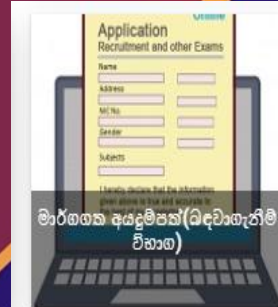 Online
Application
Recruitment and other Exams
Name
Address
NIC No.
Gender
Subjects
I hereby declare that the information
given above is true and accurate to
මාර්ගගත අයදුම්පත්(බඳවාගැනීම්
විභාග)